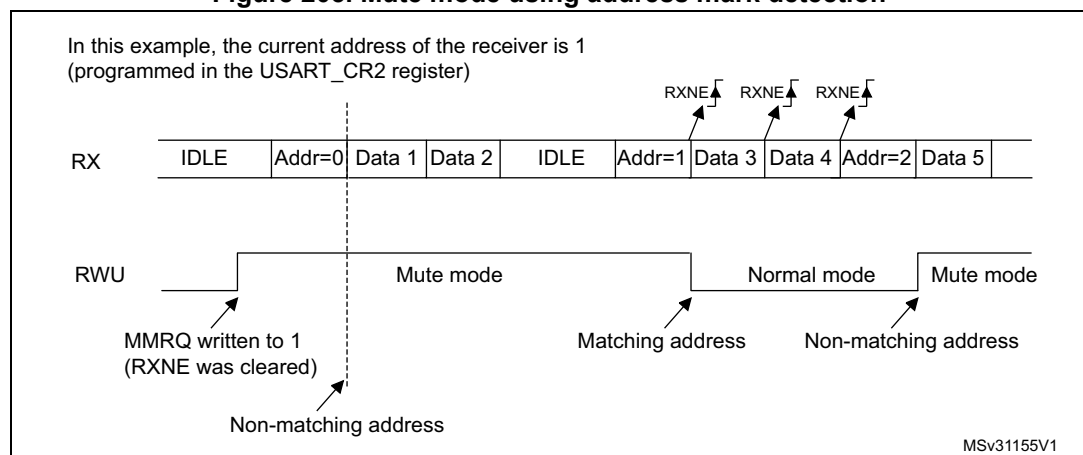 Mute mode using address mark detection
In this example, the current address of the receiver is 1
(programmed in the USART_CR2 register)
RXNE RXNE RXNE
RX IDLE Addr=0 Data 1 Data 2 IDLE Addr=1 Data 3 Data 4 Addr=2 Data 5
RWU Mute mode Normal mode Mute mode
MMRQ written to 1 Matching address Non-matching address
(RXNE was cleared)
Non-matching address
MSv31155V1